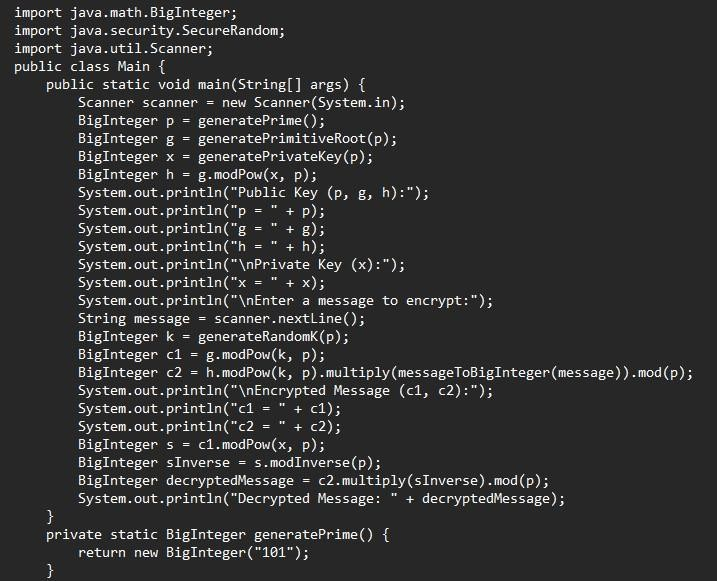 import java.math.BigInteger;
import java.security.SecureRandom;
import java.util.Scanner;
public class Main {
    public static void main(String[] args) {
        Scanner scanner = new Scanner(System.in);
        BigInteger p = generatePrime();
        BigInteger g = generatePrimitiveRoot(p);
        BigInteger x = generatePrivateKey(p);
        BigInteger h = g.modPow(x, p);
        System.out.println("Public Key (p, g, h):");
        System.out.println("p = " + p);
        System.out.println("g = " + g);
        System.out.println("h = " + h);
        System.out.println("\nPrivate Key (x):");
        System.out.println("x = " + x);
        System.out.println("\nEnter a message to encrypt:");
        String message = scanner.nextLine();
        BigInteger k = generateRandomK(p);
        BigInteger c1 = g.modPow(k, p);
        BigInteger c2 = h.modPow(k, p).multiply(messageToBigInteger(message)).mod(p);
        System.out.println("\nEncrypted Message (c1, c2):");
        System.out.println("c1 = " + c1);
        System.out.println("c2 = " + c2);
        BigInteger s = c1.modPow(x, p);
        BigInteger sInverse = s.modInverse(p);
        BigInteger decryptedMessage = c2.multiply(sInverse).mod(p);
        System.out.println("Decrypted Message: " + decryptedMessage);
    }
    private static BigInteger generatePrime() {
        return new BigInteger("101");
    }